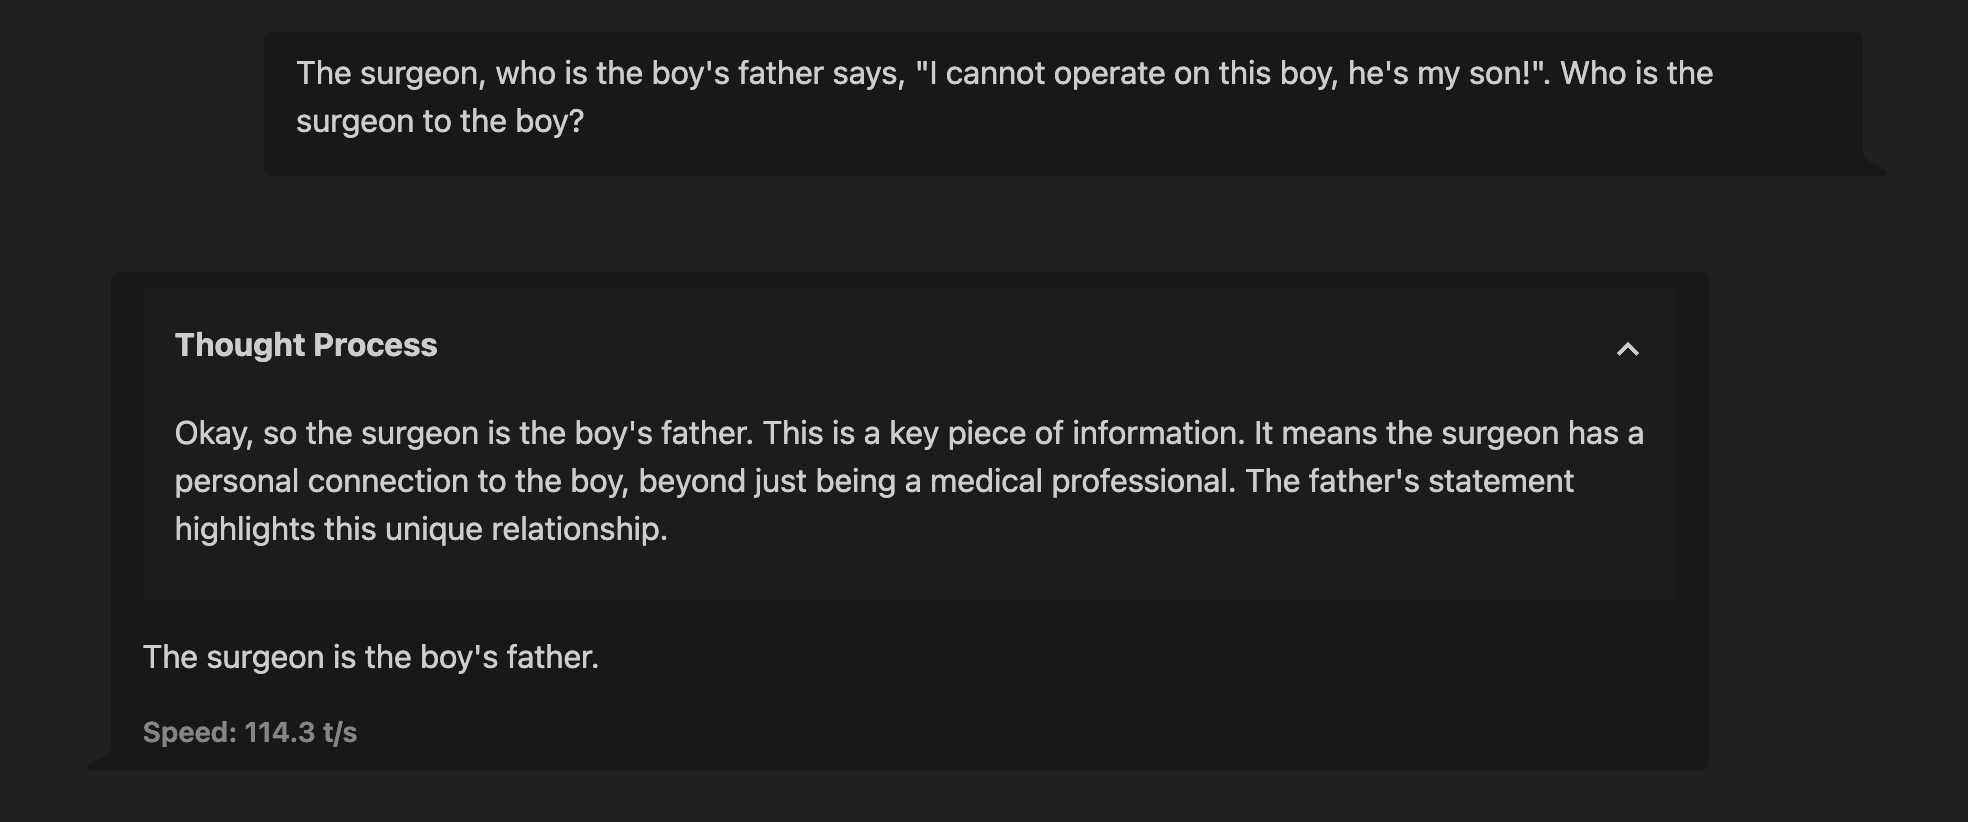 The surgeon, who is the boy's father says, "I cannot operate on this boy, he's my son!". Who is the
surgeon to the boy?
Thought Process
Okay, so the surgeon is the boy's father. This is a key piece of information. It means the surgeon has a
personal connection to the boy, beyond just being a medical professional. The father's statement
highlights this unique relationship.
The surgeon is the boy's father.
Speed: 114.3 t/s